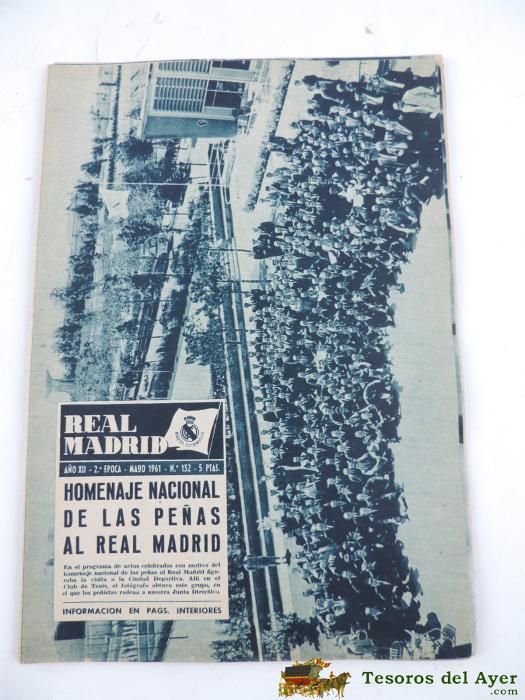 REAL
MADRID
AÑO XII - 2.ª EPOCA - MAYO 1961 - N.º 132 - 5 PTAS.
HOMENAJE NACIONAL
DE LAS PEÑAS
AL REAL MADRID
En el programa de actos celebrados con motivo del
homenaje nacional de las peñas al Real Madrid figu-
raba la visita a la Ciudad Deportiva. Allí en el
Club de Tenis, el fotógrafo obtuvo este grupo, en
el que los peñistas rodean a nuestra Junta Directiva
INFORMACION EN PAGS. INTERIORES
Tesoros del Ayer
.com